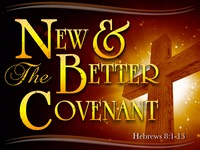 New &
The Better
Covenant
Hebrews 8:1-13